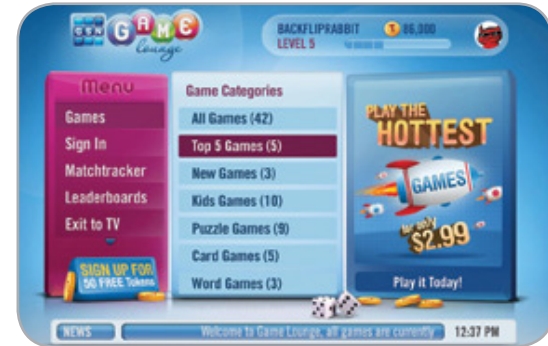 GSN GAME
Lounge
BACKFLIPRABBIT 86,000
LEVEL 5
Menu
Games
Sign In
Matchtracker
Leaderboards
Exit to TV
SIGN UP FOR
50 FREE Tokens
Game Categories
All Games (42)
Top 5 Games (5)
New Games (3)
Kids Games (10)
Puzzle Games (9)
Card Games (5)
Word Games (3)
PLAY THE
HOTTEST
GAMES
$2.99
Play it Today!
NEWS Welcome to Game Lounge, all games are currently 12:37 PM